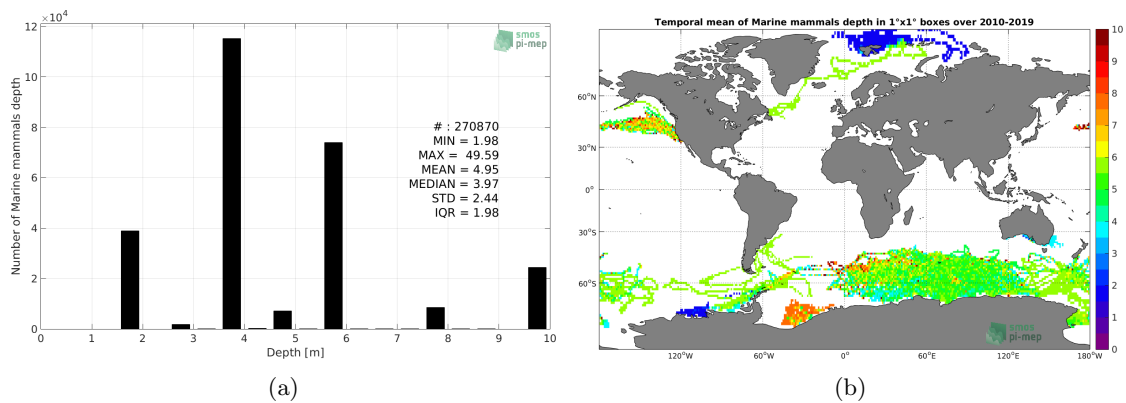 ×10⁴
12
10
8
6
4
2
0
0 1 2 3 4 5 6 7 8 9 10
Number of Marine mammals depth
Depth [m]
smos
pi-mep
# : 270870
MIN = 1.98
MAX = 49.59
MEAN = 4.95
MEDIAN = 3.97
STD = 2.44
IQR = 1.98
(a)
Temporal mean of Marine mammals depth in 1°x1° boxes over 2010-2019
60°N
30°N
0°
30°S
60°S
120°W 60°W 0° 60°E 120°E 180°W
smos
pi-mep
10
9
8
7
6
5
4
3
2
1
0
(b)